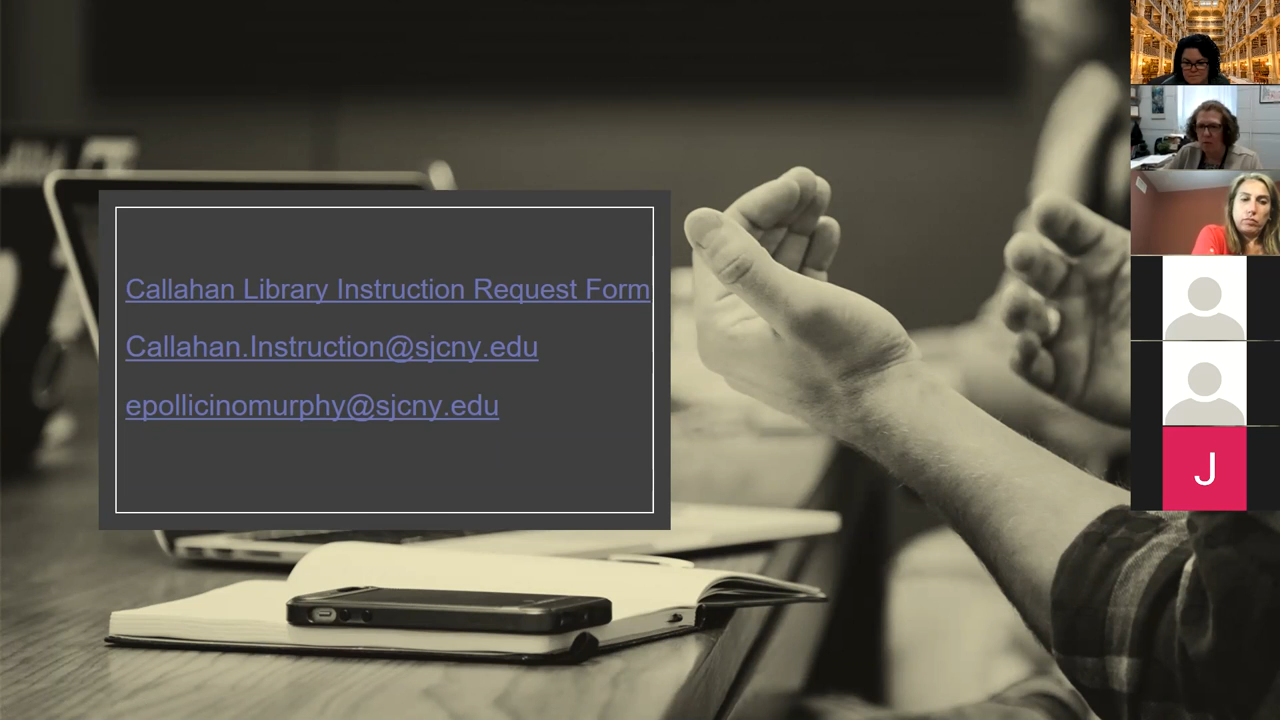 Callahan Library Instruction Request Form
Callahan.Instruction@sjcny.edu
epollicinomurphy@sjcny.edu
J